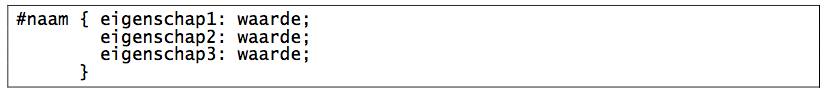 #naam { eigenschap1: waarde;
        eigenschap2: waarde;
        eigenschap3: waarde;
      }